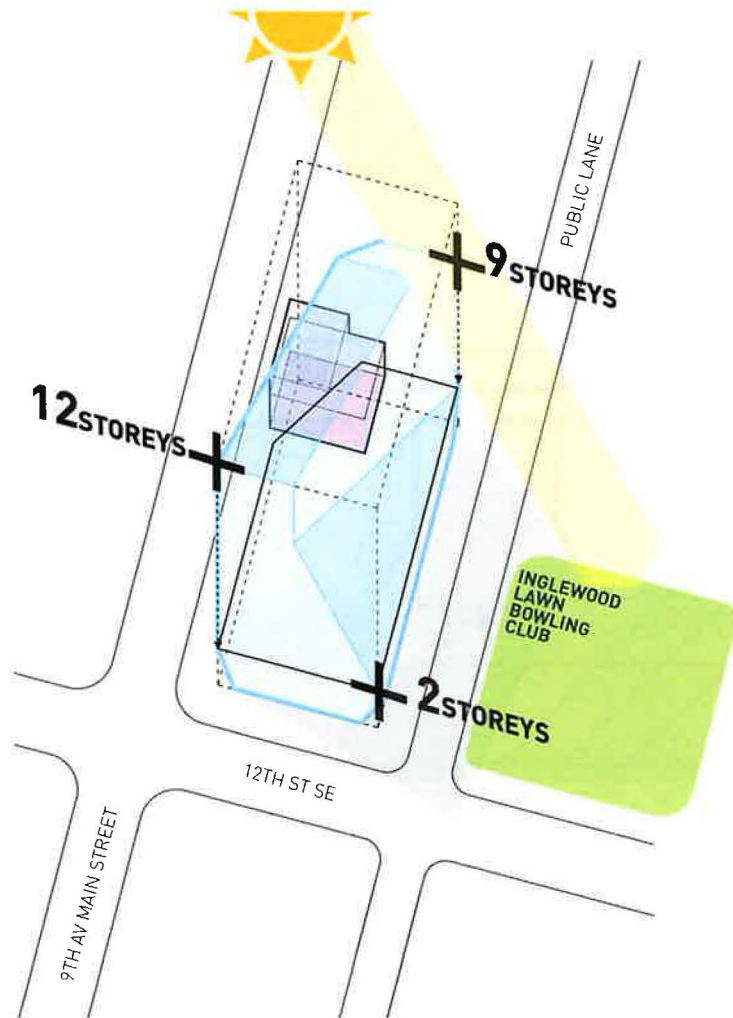 PUBLIC LANE
9 STOREYS
12 STOREYS
INGLEWOOD
LAWN
BOWLING
CLUB
2 STOREYS
12TH ST SE
9TH AV MAIN STREET